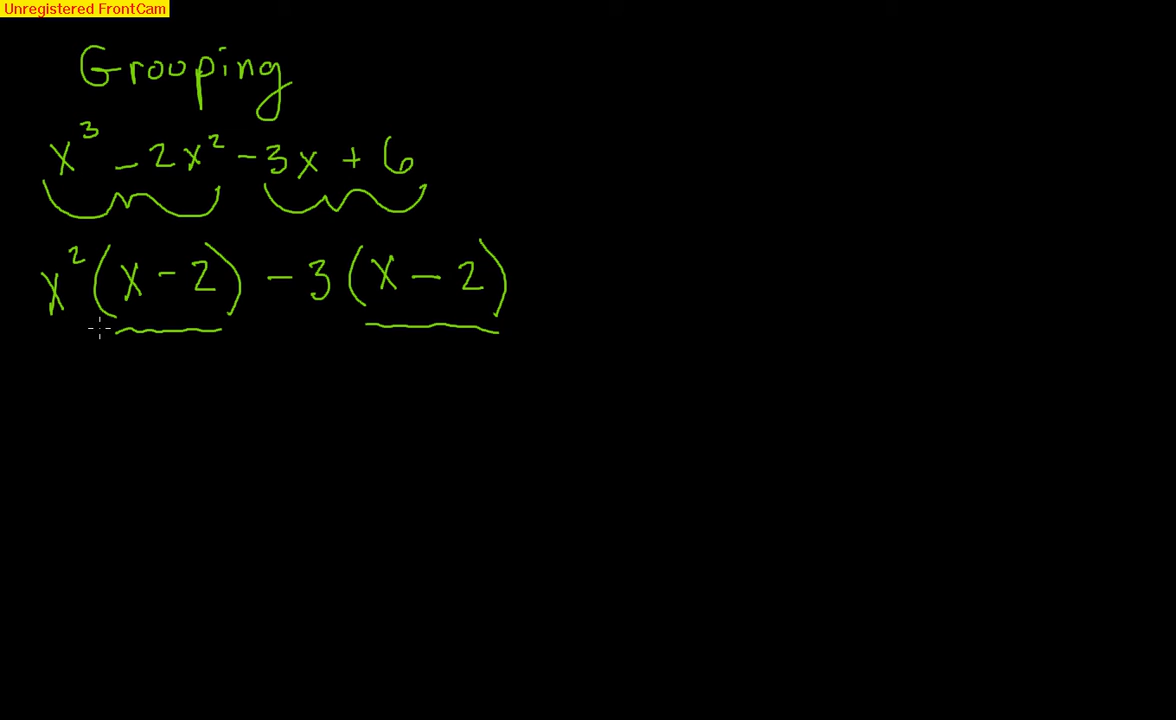 Unregistered FrontCam
Grouping
x³ - 2x² - 3x + 6
x² (x - 2) - 3 (x - 2)